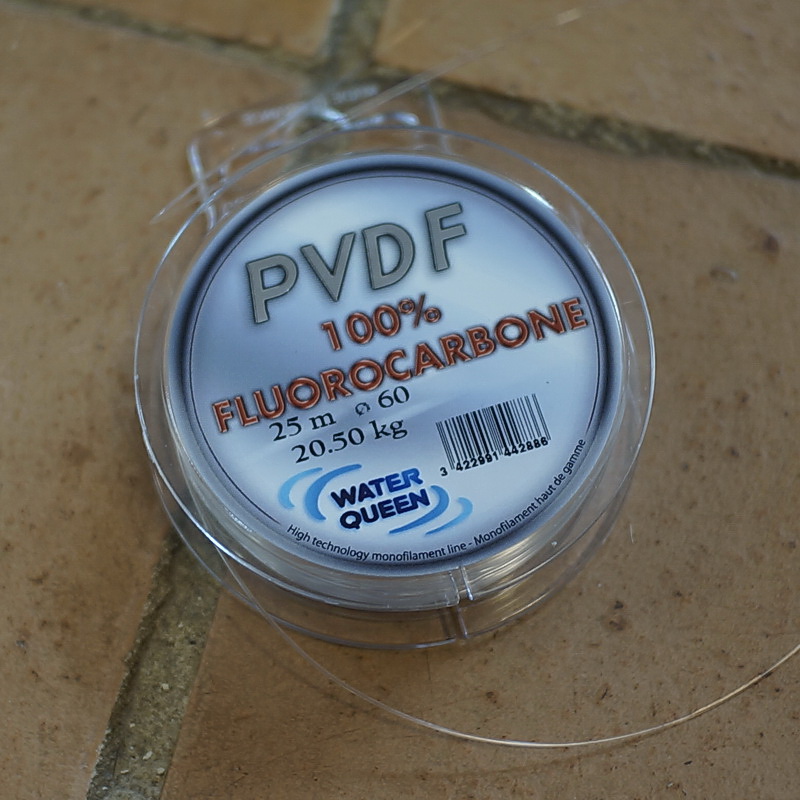 PVDF
100%
FLUOROCARBONE
25 m ⌀ 60
20.50 kg
3 422991 442886
WATER
QUEEN
High technology monofilament line - Monofilament haut de gamme